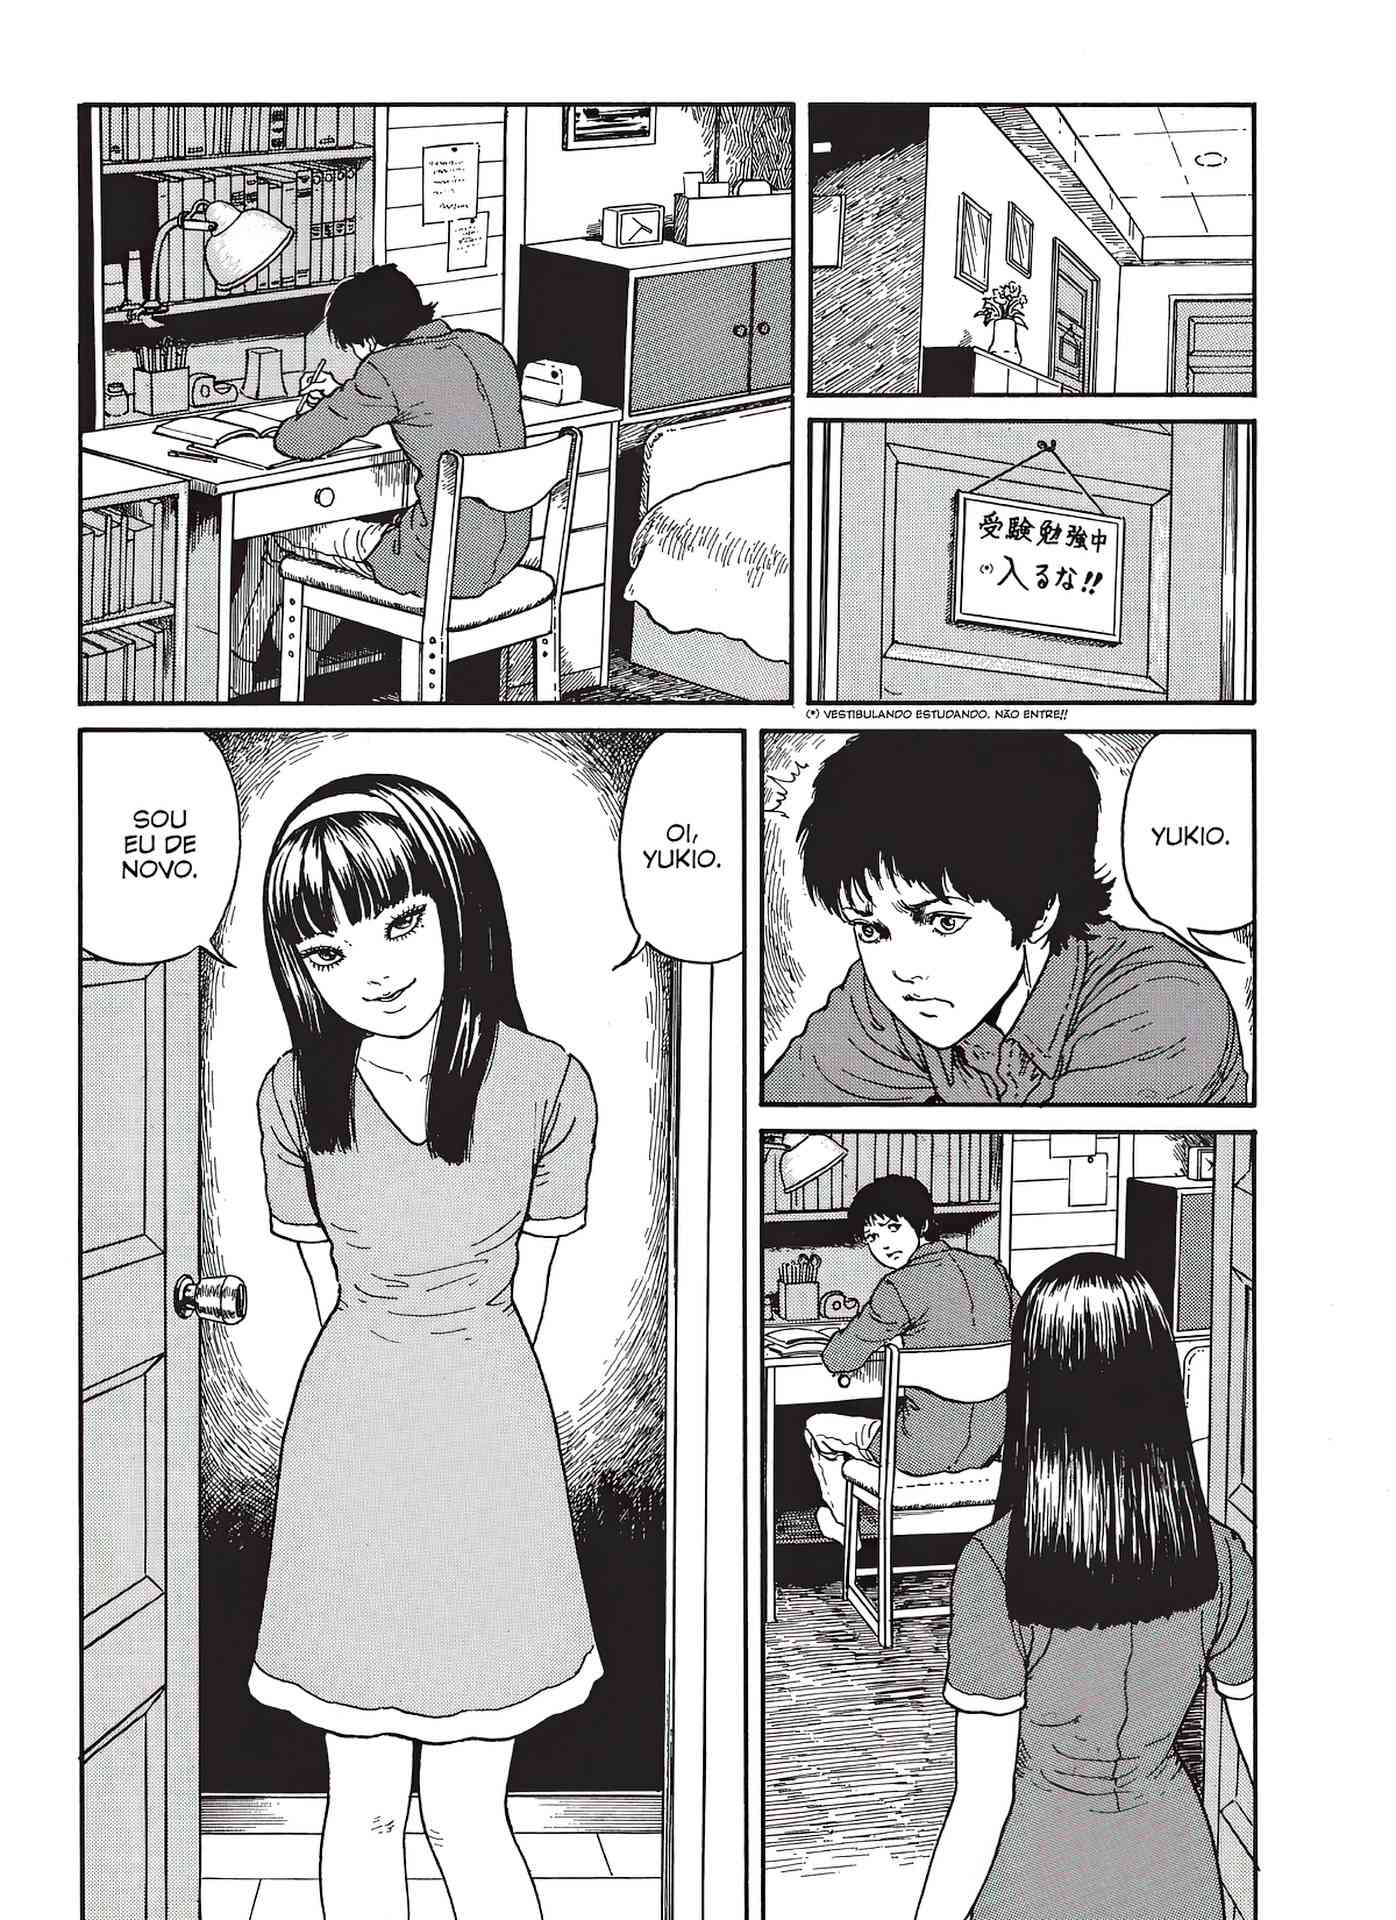 受験勉強中
(*) 入るな!!
(*) VESTIBULANDO ESTUDANDO. NÃO ENTRE!!
YUKIO.
OI,
YUKIO.
SOU
EU DE
NOVO.